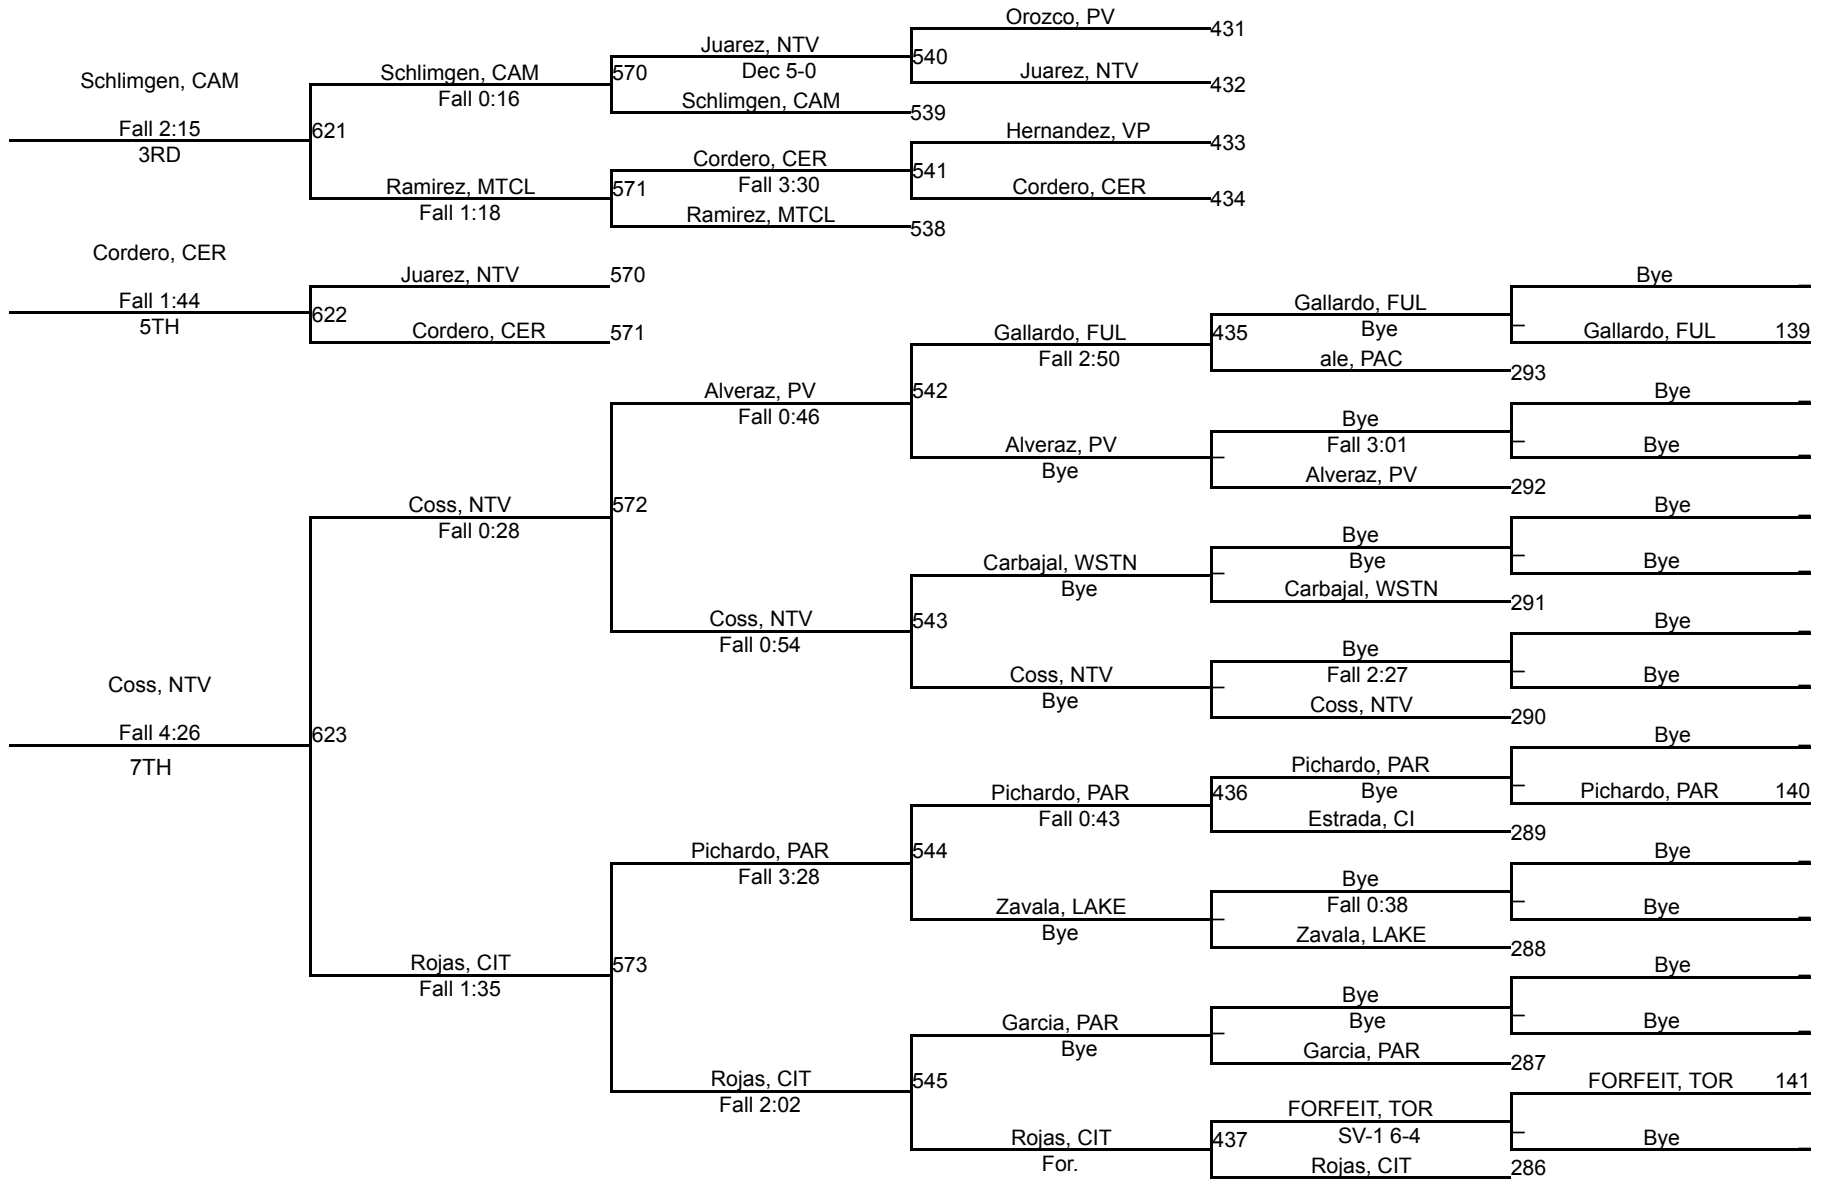 Orozco, PV
431
Juarez, NTV
540
Schlimgen, CAM
Schlimgen, CAM
570
Dec 5-0
Juarez, NTV
432
Fall 0:16
Schlimgen, CAM
539
Fall 2:15
621
Hernandez, VP
433
3RD
Cordero, CER
541
Ramirez, MTCL
571
Fall 3:30
Cordero, CER
434
Fall 1:18
Ramirez, MTCL
538
Cordero, CER
Juarez, NTV
570
Bye
Fall 1:44
622
Gallardo, FUL
5TH
Cordero, CER
571
Gallardo, FUL
435
Bye
Gallardo, FUL
139
Fall 2:50
ale, PAC
293
Alveraz, PV
542
Bye
Fall 0:46
Bye
Alveraz, PV
Fall 3:01
Bye
Bye
Alveraz, PV
292
Coss, NTV
572
Bye
Fall 0:28
Bye
Carbajal, WSTN
Bye
Bye
Bye
Carbajal, WSTN
291
Coss, NTV
543
Bye
Fall 0:54
Bye
Coss, NTV
Fall 2:27
Bye
Coss, NTV
Bye
Coss, NTV
290
Fall 4:26
623
Bye
7TH
Pichardo, PAR
Pichardo, PAR
436
Bye
Pichardo, PAR
140
Fall 0:43
Estrada, CI
289
Pichardo, PAR
544
Bye
Fall 3:28
Bye
Zavala, LAKE
Fall 0:38
Bye
Bye
Zavala, LAKE
288
Rojas, CIT
573
Bye
Fall 1:35
Bye
Garcia, PAR
Bye
Bye
Bye
Garcia, PAR
287
Rojas, CIT
545
FORFEIT, TOR
141
Fall 2:02
FORFEIT, TOR
Rojas, CIT
437
SV-1 6-4
Bye
For.
Rojas, CIT
286